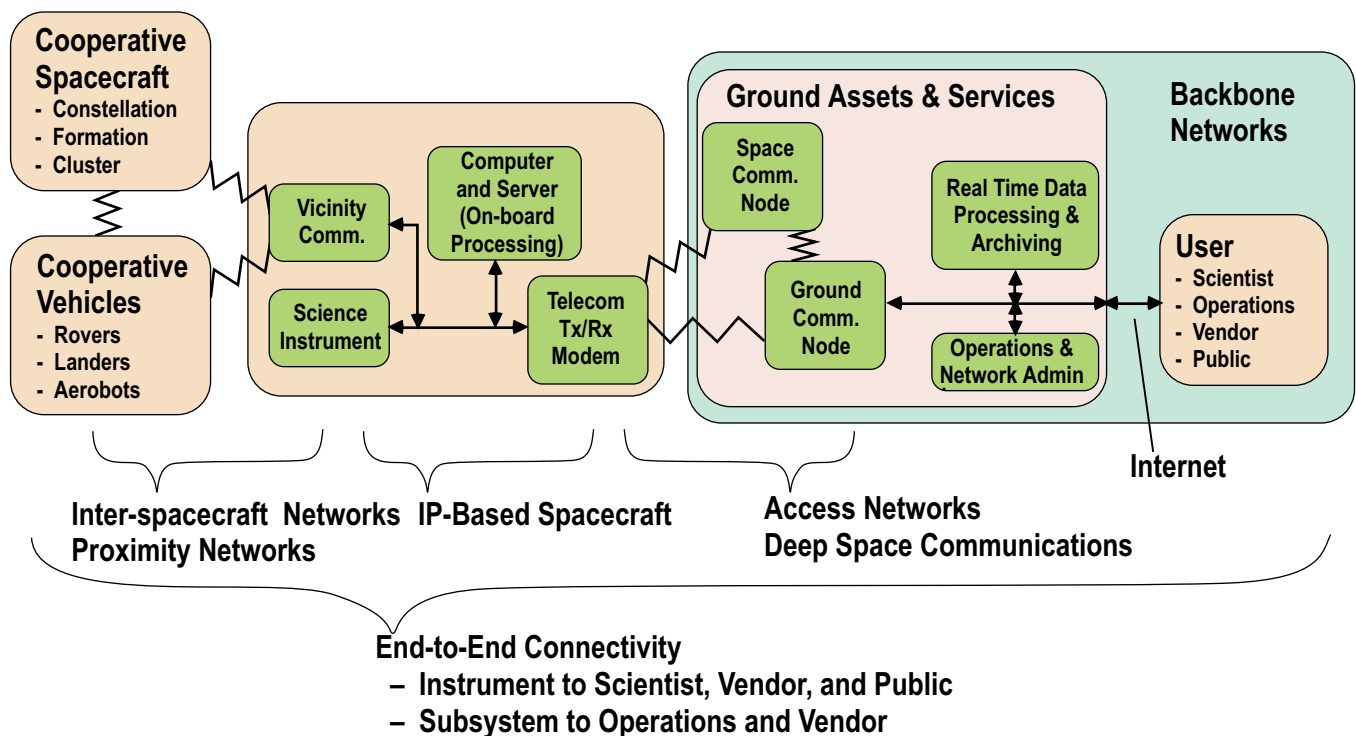 Cooperative
Spacecraft
- Constellation
- Formation
- Cluster
Cooperative
Vehicles
- Rovers
- Landers
- Aerobots
Vicinity
Comm.
Science
Instrument
Computer
and Server
(On-board
Processing)
Telecom
Tx/Rx
Modem
Ground Assets & Services
Space
Comm.
Node
Ground
Comm.
Node
Real Time Data
Processing &
Archiving
Operations &
Network Admin
Backbone
Networks
User
- Scientist
- Operations
- Vendor
- Public
Internet
Inter-spacecraft Networks
Proximity Networks
IP-Based Spacecraft
Access Networks
Deep Space Communications
End-to-End Connectivity
– Instrument to Scientist, Vendor, and Public
– Subsystem to Operations and Vendor